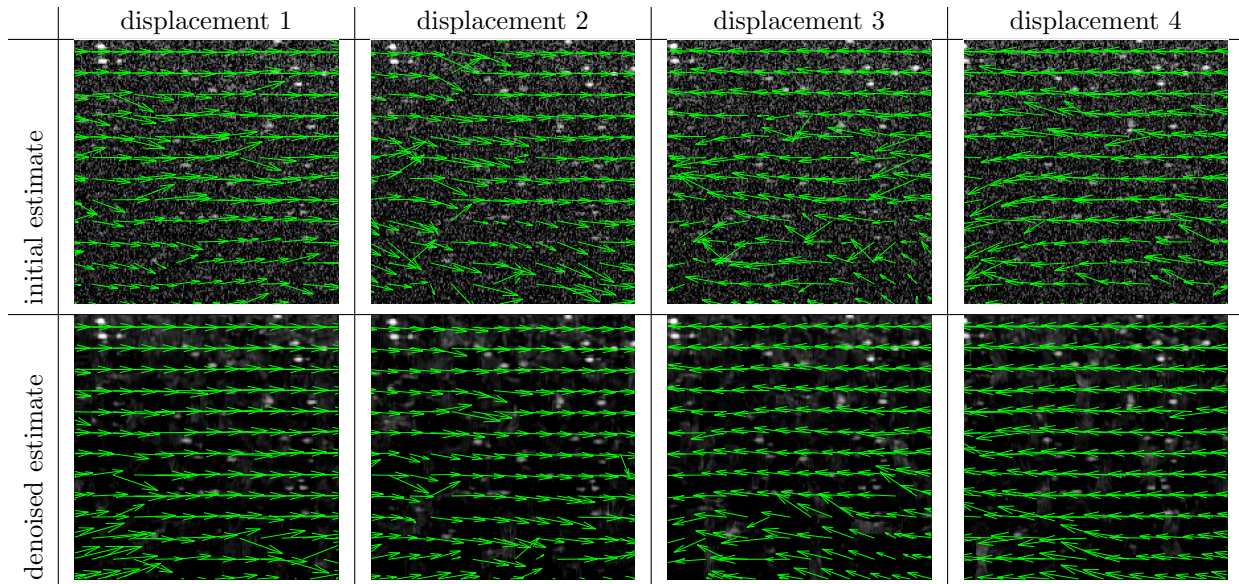 displacement 1 displacement 2 displacement 3 displacement 4
initial estimate
denoised estimate